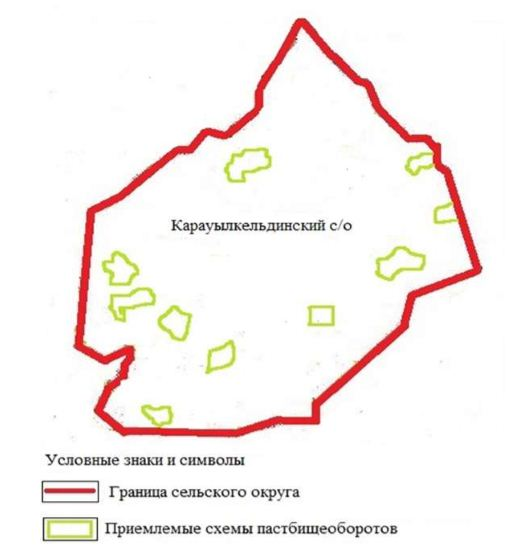 Карауылкельдинский с/о
Условные знаки и символы
Граница сельского округа
Приемлемые схемы пастбищеоборотов